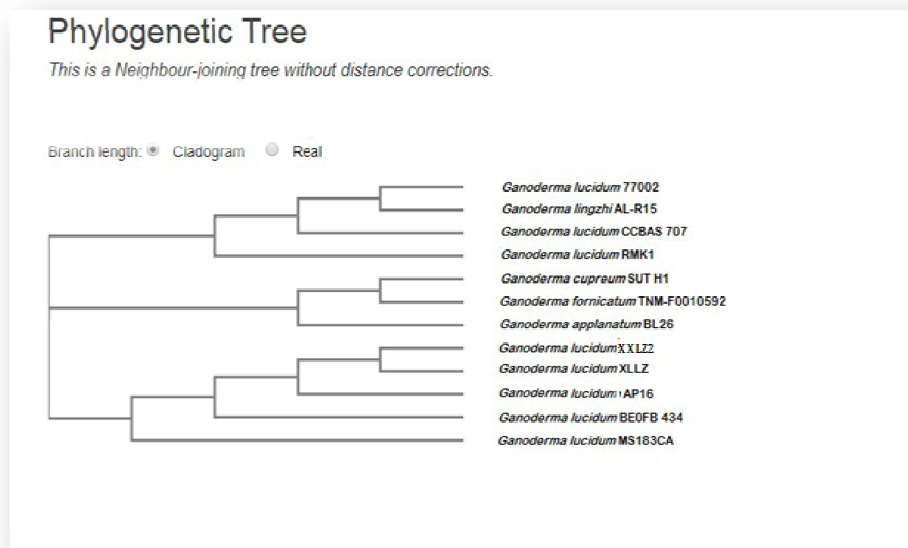 Phylogenetic Tree
This is a Neighbour-joining tree without distance corrections.
Branch length: Cladogram Real
Ganoderma lucidum 77002
Ganoderma lingzhi AL-R15
Ganoderma lucidum CCBAS 707
Ganoderma lucidum RMK1
Ganoderma cupreum SUT H1
Ganoderma fornicatum TNM-F0010592
Ganoderma applanatum BL26
Ganoderma lucidum XXLZ2
Ganoderma lucidum XLLZ
Ganoderma lucidum AP16
Ganoderma lucidum BEOFB 434
Ganoderma lucidum MS183CA